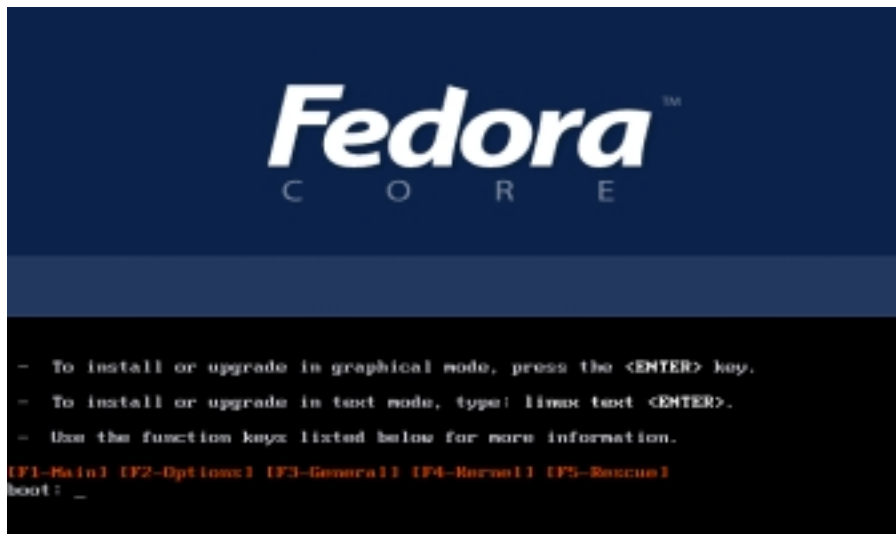 Fedora™
CORE
- To install or upgrade in graphical mode, press the <ENTER> key.
- To install or upgrade in text mode, type: linux text <ENTER>.
- Use the function keys listed below for more information.
[F1-Main] [F2-Options] [F3-General] [F4-Kernel] [F5-Rescue]
boot: _